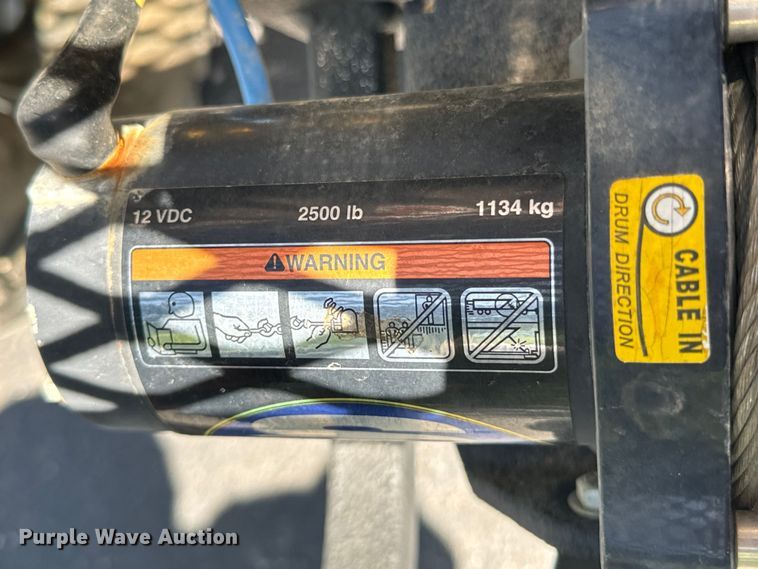 12 VDC 2500 lb 1134 kg
WARNING
CABLE IN
DRUM DIRECTION
Purple Wave Auction